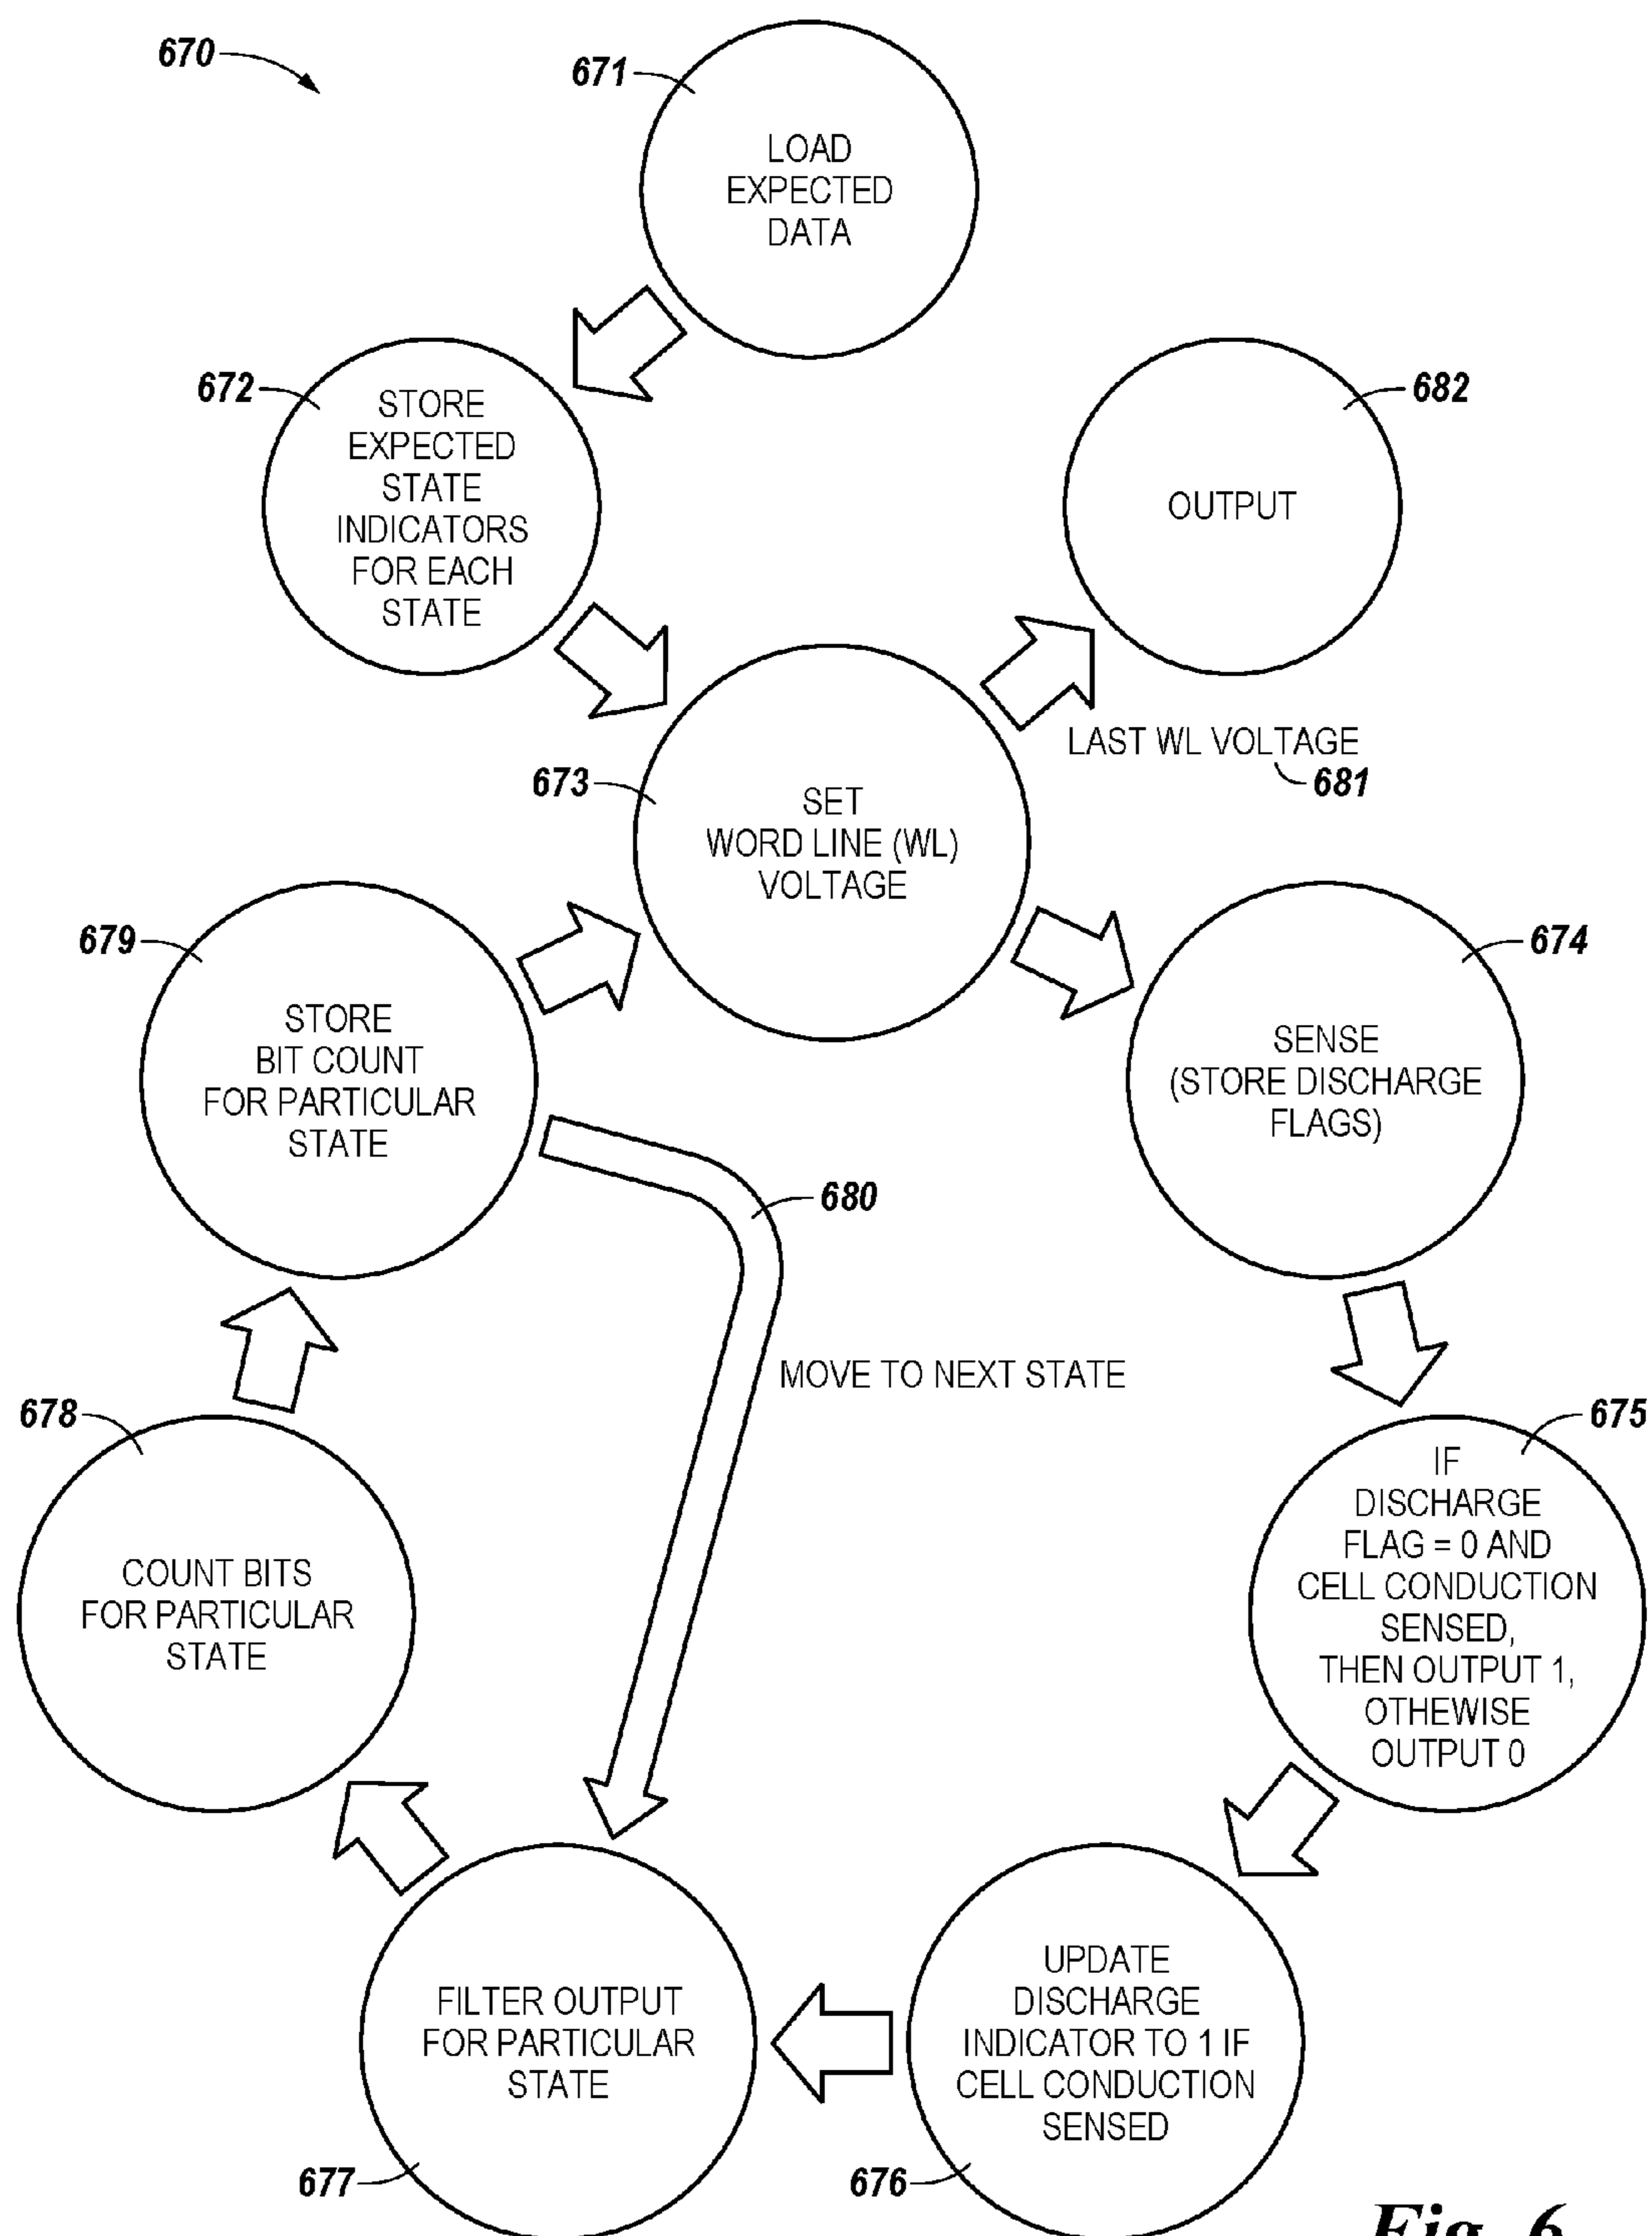 670
671
LOAD
EXPECTED
DATA
672
STORE
EXPECTED
STATE
INDICATORS
FOR EACH
STATE
682
OUTPUT
LAST WL VOLTAGE
681
673
SET
WORD LINE (WL)
VOLTAGE
679
STORE
BIT COUNT
FOR PARTICULAR
STATE
674
SENSE
(STORE DISCHARGE
FLAGS)
680
MOVE TO NEXT STATE
678
COUNT BITS
FOR PARTICULAR
STATE
675
IF
DISCHARGE
FLAG = 0 AND
CELL CONDUCTION
SENSED,
THEN OUTPUT 1,
OTHEWISE
OUTPUT 0
FILTER OUTPUT
FOR PARTICULAR
STATE
677
UPDATE
DISCHARGE
INDICATOR TO 1 IF
CELL CONDUCTION
SENSED
676
Fig. 6